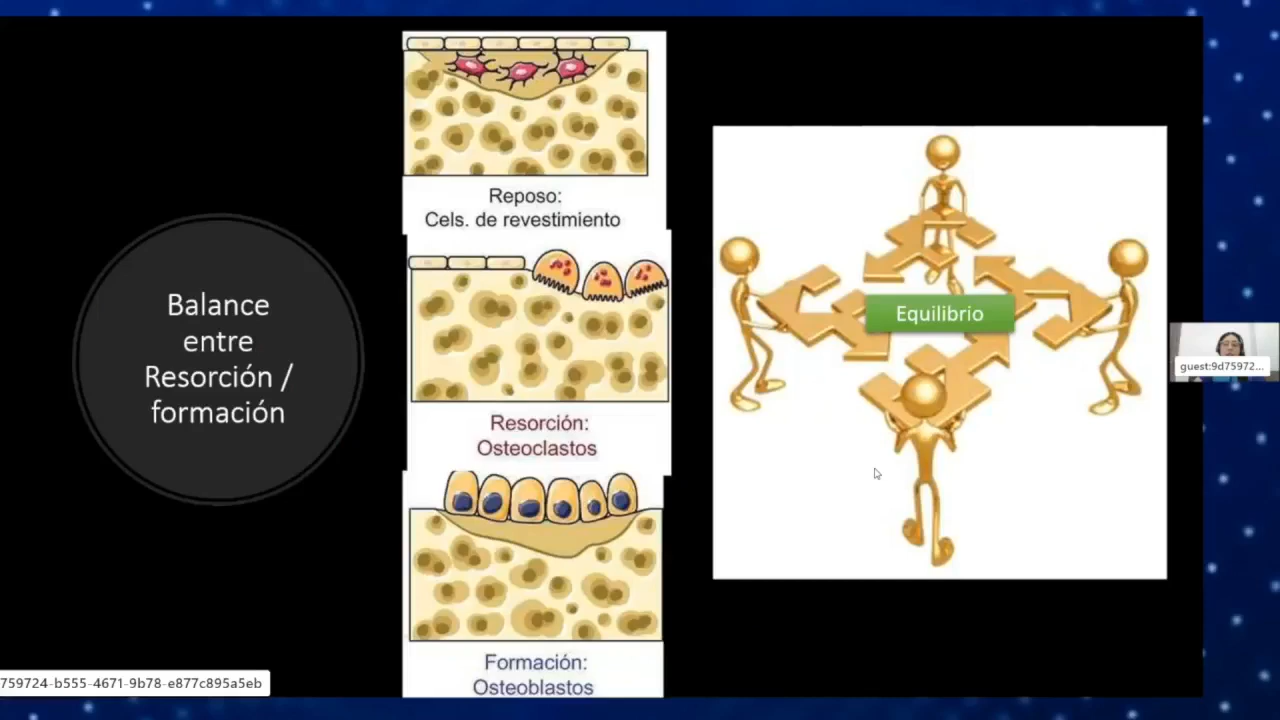 Balance
entre
Resorción /
formación
Reposo:
Cels. de revestimiento
Resorción:
Osteoclastos
Formación:
Osteoblastos
Equilibrio
guest:9d75972...
759724-b555-4671-9b78-e877c895a5eb